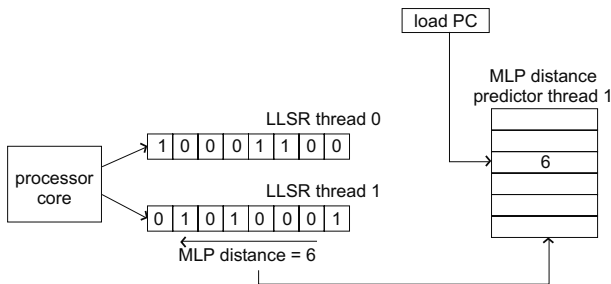 load PC
MLP distance
predictor thread 1
6
LLSR thread 0
1 0 0 0 1 1 0 0
processor
core
LLSR thread 1
0 1 0 1 0 0 0 1
MLP distance = 6